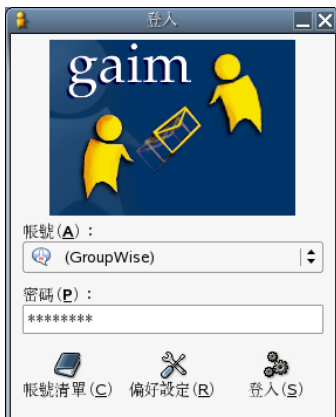 登入
gaim
帳號(A)：
(GroupWise)
密碼(P)：
********
帳號清單(C) 偏好設定(R) 登入(S)